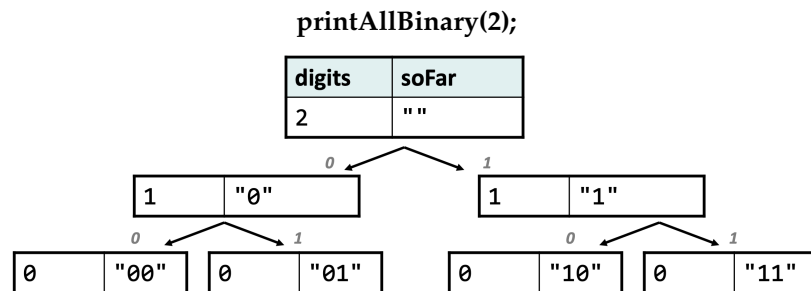 printAllBinary(2);
digits soFar
2 ""
0 1
1 "0" 1 "1"
0 1 0 1
0 "00" 0 "01" 0 "10" 0 "11"